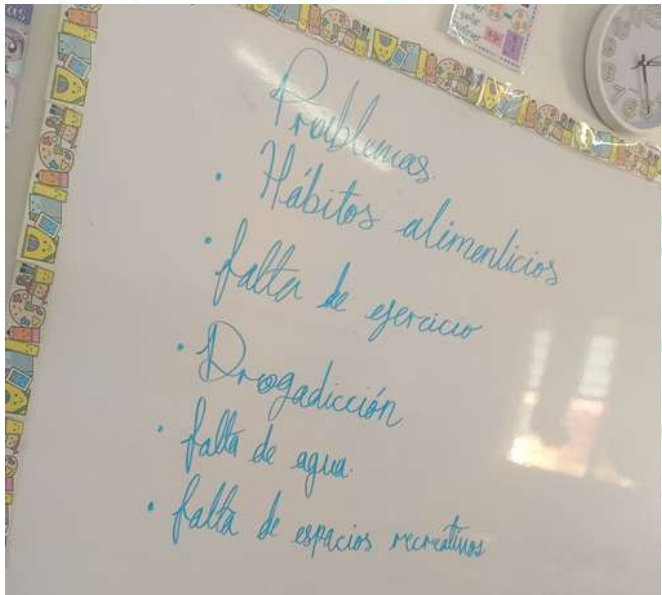 Problemas.
· Hábitos alimenticios
· falta de ejercicio
· Drogadicción
· falta de agua.
· falta de espacios recreativos